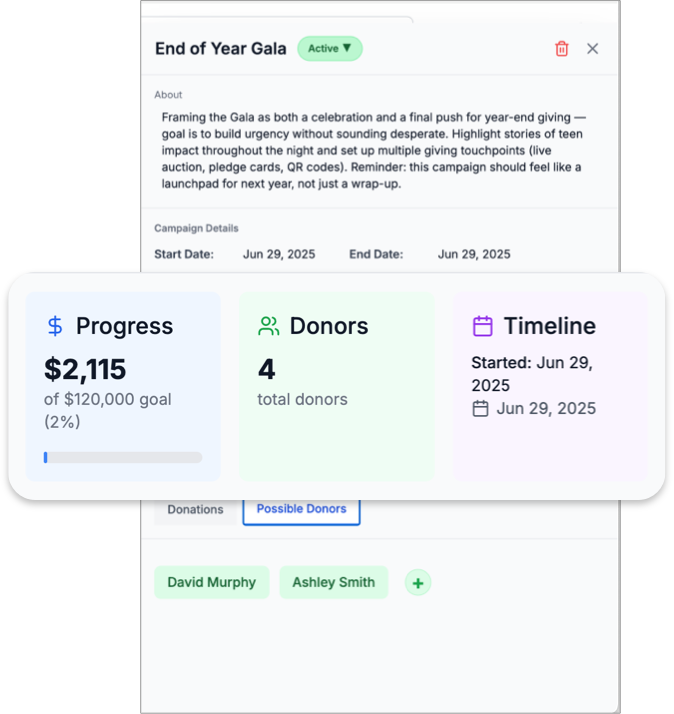 End of Year Gala Active ▼
About
Framing the Gala as both a celebration and a final push for year-end giving —
goal is to build urgency without sounding desperate. Highlight stories of teen
impact throughout the night and set up multiple giving touchpoints (live
auction, pledge cards, QR codes). Reminder: this campaign should feel like a
launchpad for next year, not just a wrap-up.
Campaign Details
Start Date: Jun 29, 2025 End Date: Jun 29, 2025
Progress
$2,115
of $120,000 goal
(2%)
Donors
4
total donors
Timeline
Started: Jun 29,
2025
Jun 29, 2025
Donations Possible Donors
David Murphy Ashley Smith +